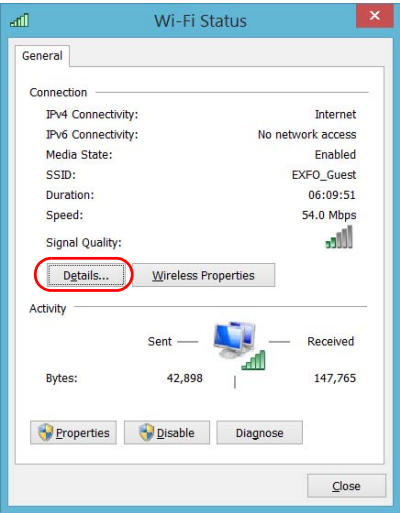 Wi-Fi Status
General
Connection
IPv4 Connectivity: Internet
IPv6 Connectivity: No network access
Media State: Enabled
SSID: EXFO_Guest
Duration: 06:09:51
Speed: 54.0 Mbps
Signal Quality:
Details... Wireless Properties
Activity
Sent Received
Bytes: 42,898 147,765
Properties Disable Diagnose
Close